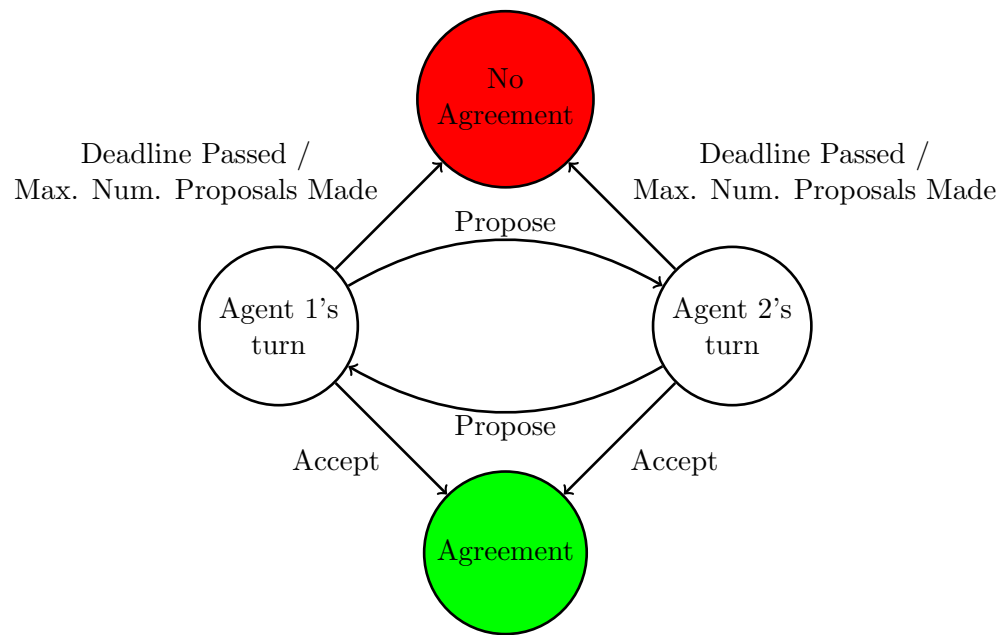 No
Agreement
Deadline Passed /
Max. Num. Proposals Made
Deadline Passed /
Max. Num. Proposals Made
Propose
Agent 1's
turn
Agent 2's
turn
Propose
Accept
Accept
Agreement